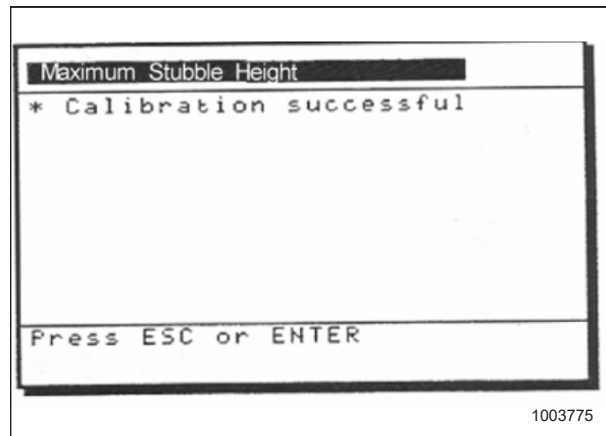 Maximum Stubble Height
* Calibration successful
Press ESC or ENTER
1003775